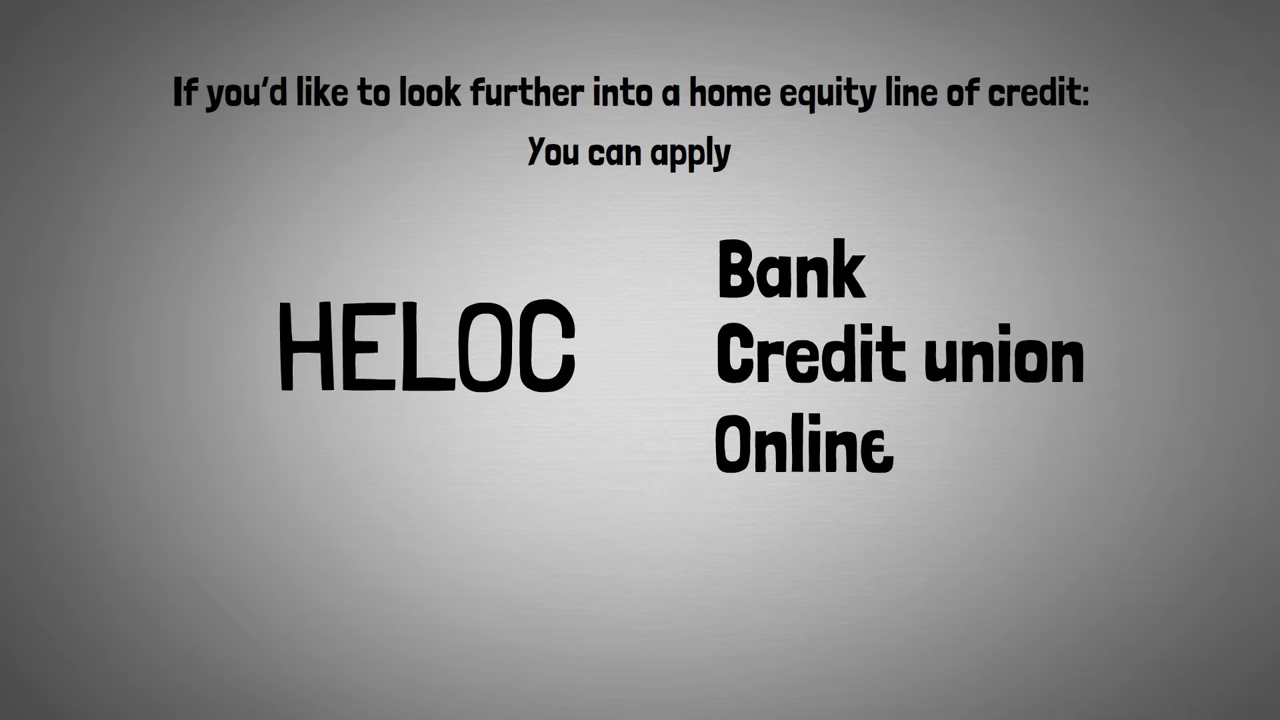 If you'd like to look further into a home equity line of credit:
You can apply
HELOC
Bank
Credit union
Online